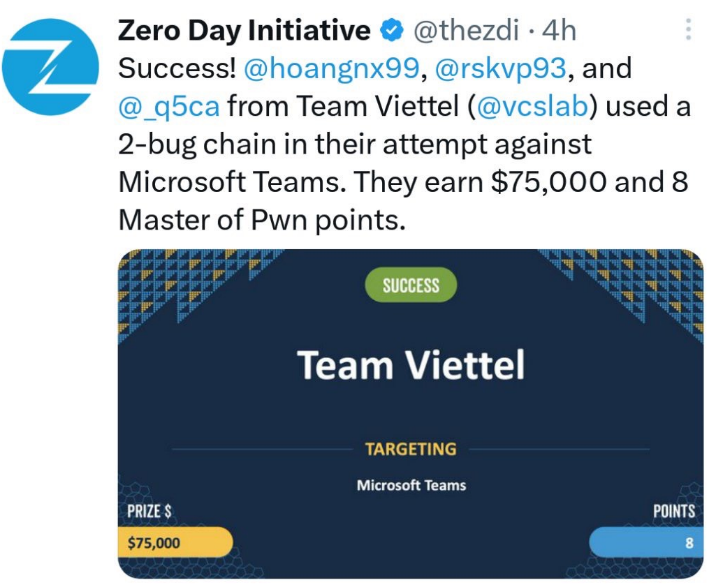 Zero Day Initiative @thezdi · 4h
Success! @hoangnx99, @rskvp93, and
@_q5ca from Team Viettel (@vcslab) used a
2-bug chain in their attempt against
Microsoft Teams. They earn $75,000 and 8
Master of Pwn points.
SUCCESS
Team Viettel
TARGETING
Microsoft Teams
PRIZE $
$75,000
POINTS
8